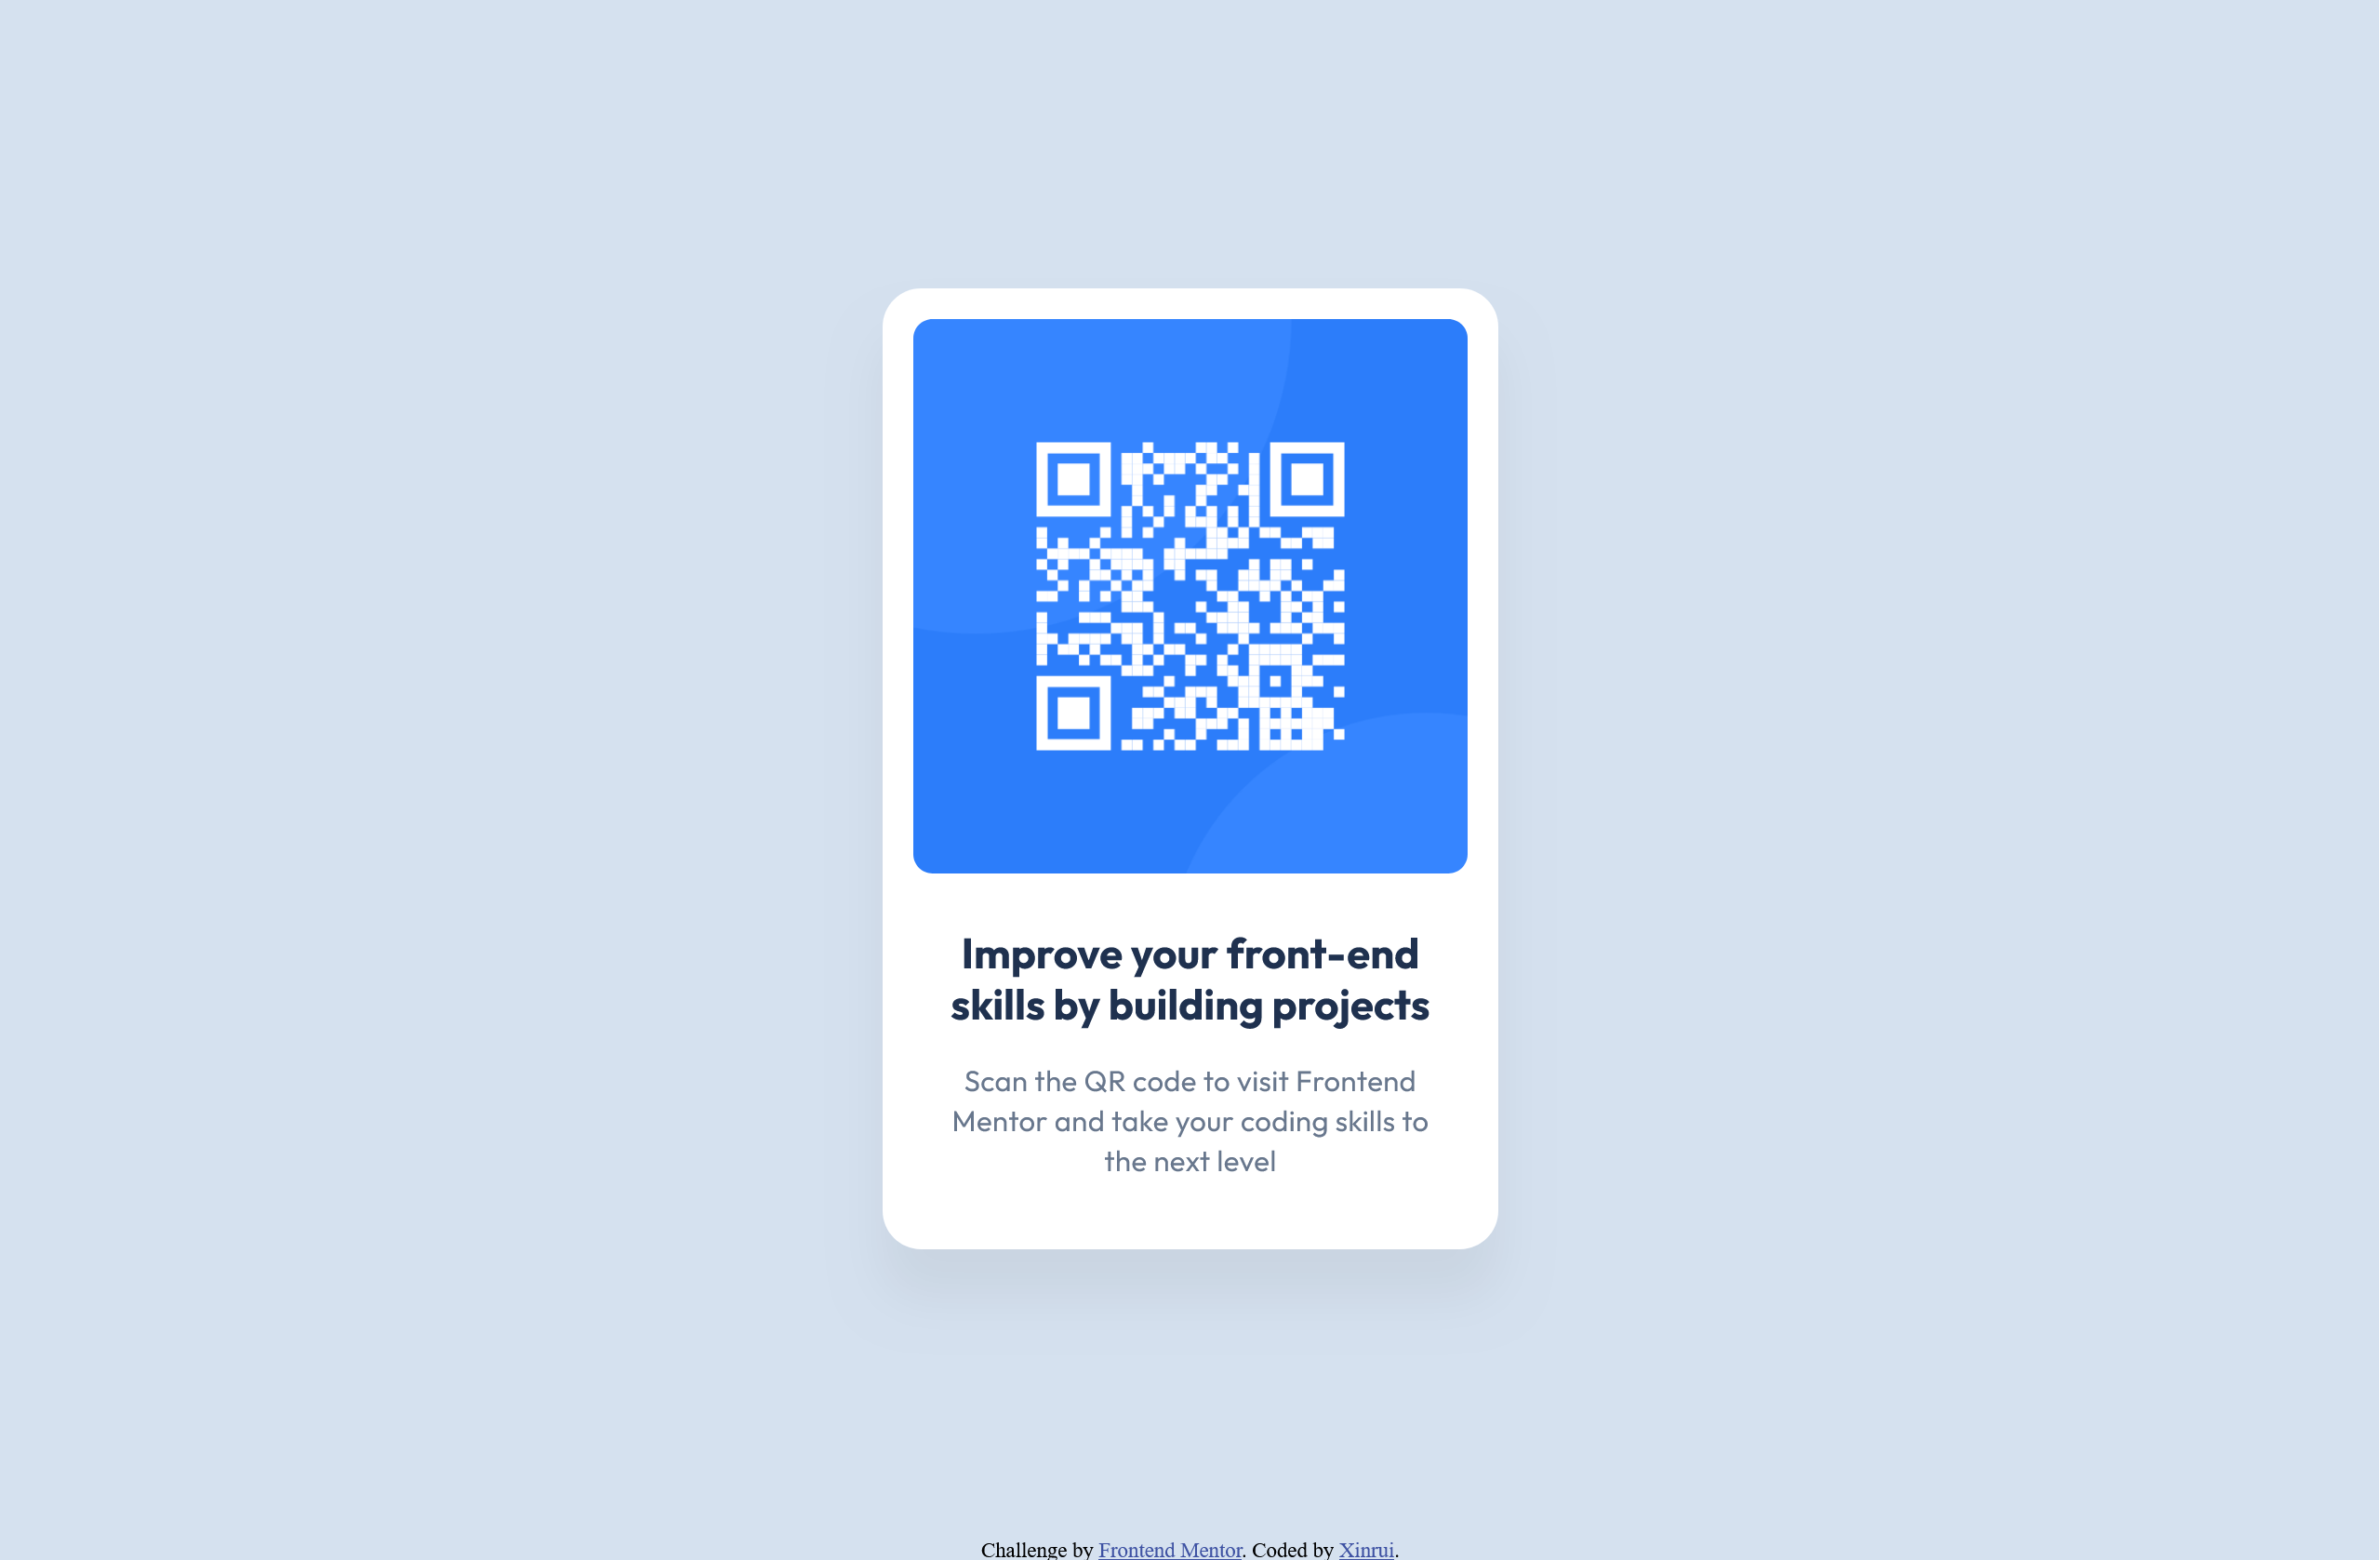 Improve your front-end
skills by building projects
Scan the QR code to visit Frontend
Mentor and take your coding skills to
the next level
Challenge by Frontend Mentor. Coded by Xinrui.